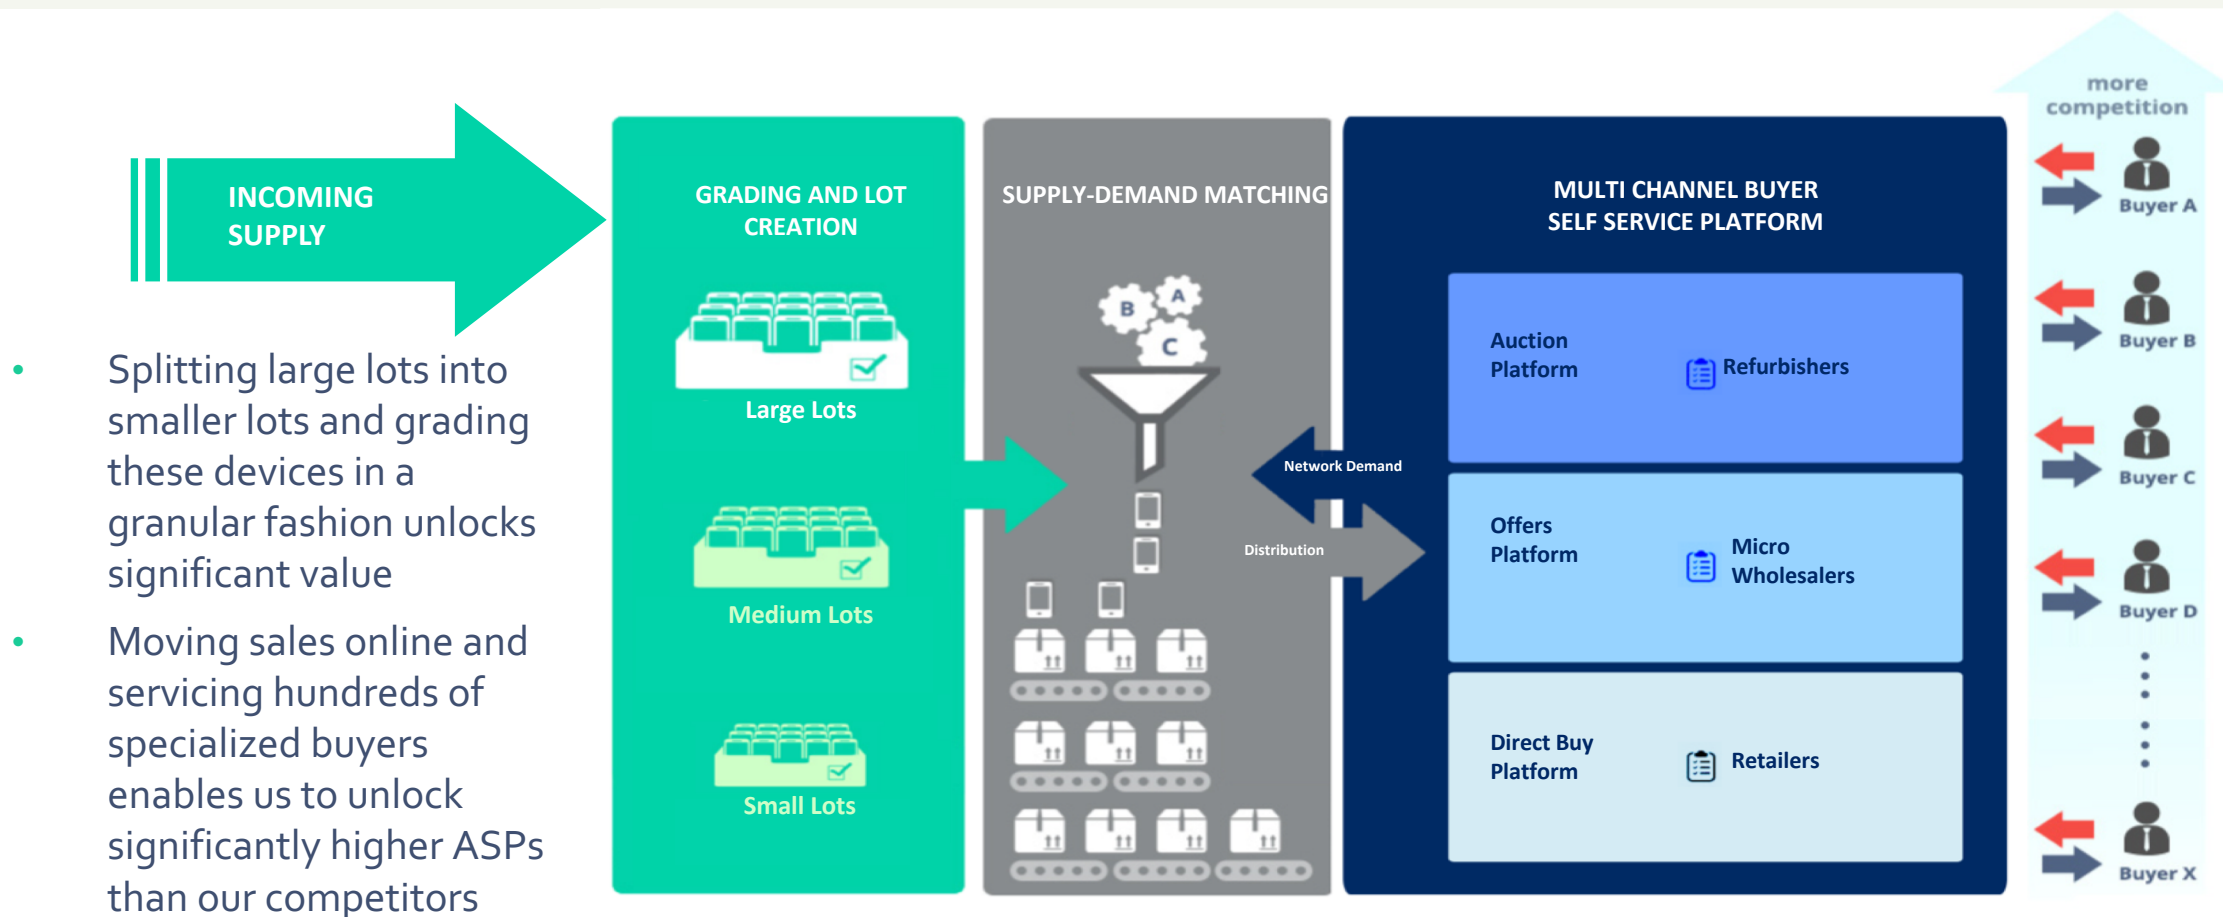 INCOMING
SUPPLY
• Splitting large lots into
smaller lots and grading
these devices in a
granular fashion unlocks
significant value
• Moving sales online and
servicing hundreds of
specialized buyers
enables us to unlock
significantly higher ASPs
than our competitors
GRADING AND LOT
CREATION
Large Lots
Medium Lots
Small Lots
SUPPLY-DEMAND MATCHING
B
A
C
Network Demand
Distribution
MULTI CHANNEL BUYER
SELF SERVICE PLATFORM
Auction
Platform
Refurbishers
Offers
Platform
Micro
Wholesalers
Direct Buy
Platform
Retailers
more
competition
Buyer A
Buyer B
Buyer C
Buyer D
Buyer X